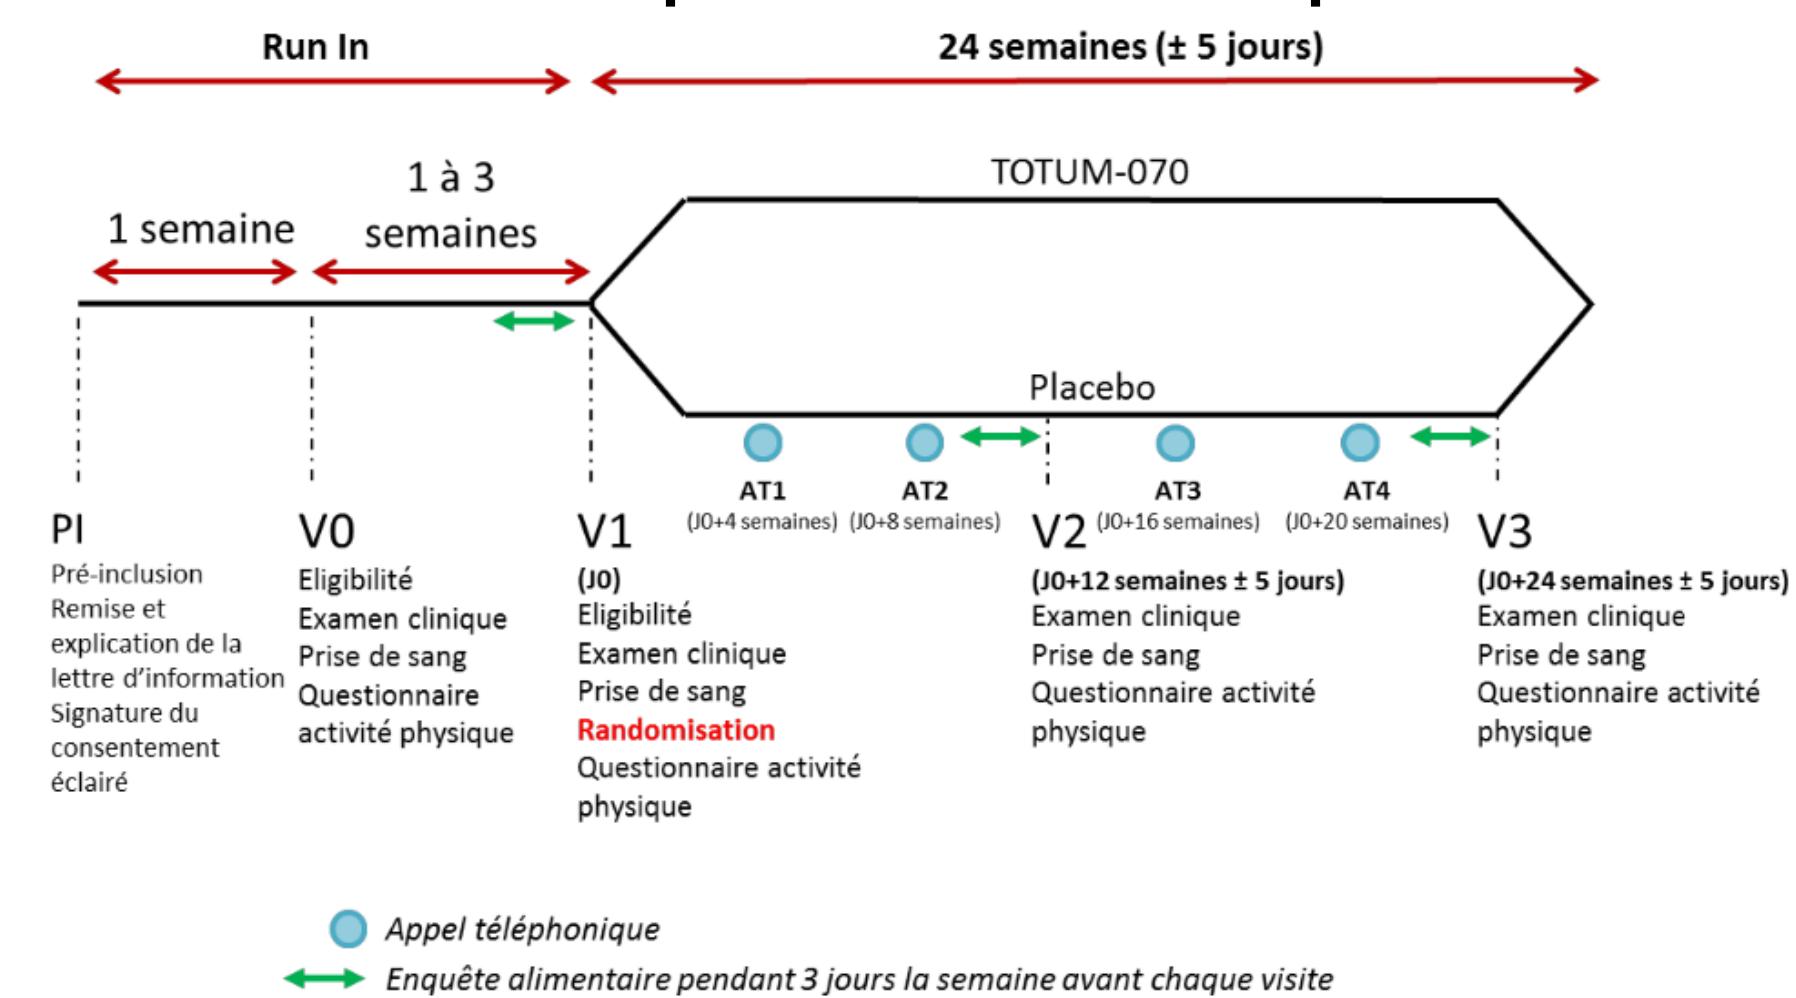 Run In
24 semaines (± 5 jours)
1 à 3
semaines
1 semaine
TOTUM-070
Placebo
AT1
(J0+4 semaines)
AT2
(J0+8 semaines)
AT3
(J0+16 semaines)
AT4
(J0+20 semaines)
PI
Pré-inclusion
Remise et
explication de la
lettre d’information
Signature du
consentement
éclairé
V0
Eligibilité
Examen clinique
Prise de sang
Questionnaire
activité physique
V1
(J0)
Eligibilité
Examen clinique
Prise de sang
Randomisation
Questionnaire activité
physique
V2
(J0+12 semaines ± 5 jours)
Examen clinique
Prise de sang
Questionnaire activité
physique
V3
(J0+24 semaines ± 5 jours)
Examen clinique
Prise de sang
Questionnaire activité
physique
Appel téléphonique
Enquête alimentaire pendant 3 jours la semaine avant chaque visite